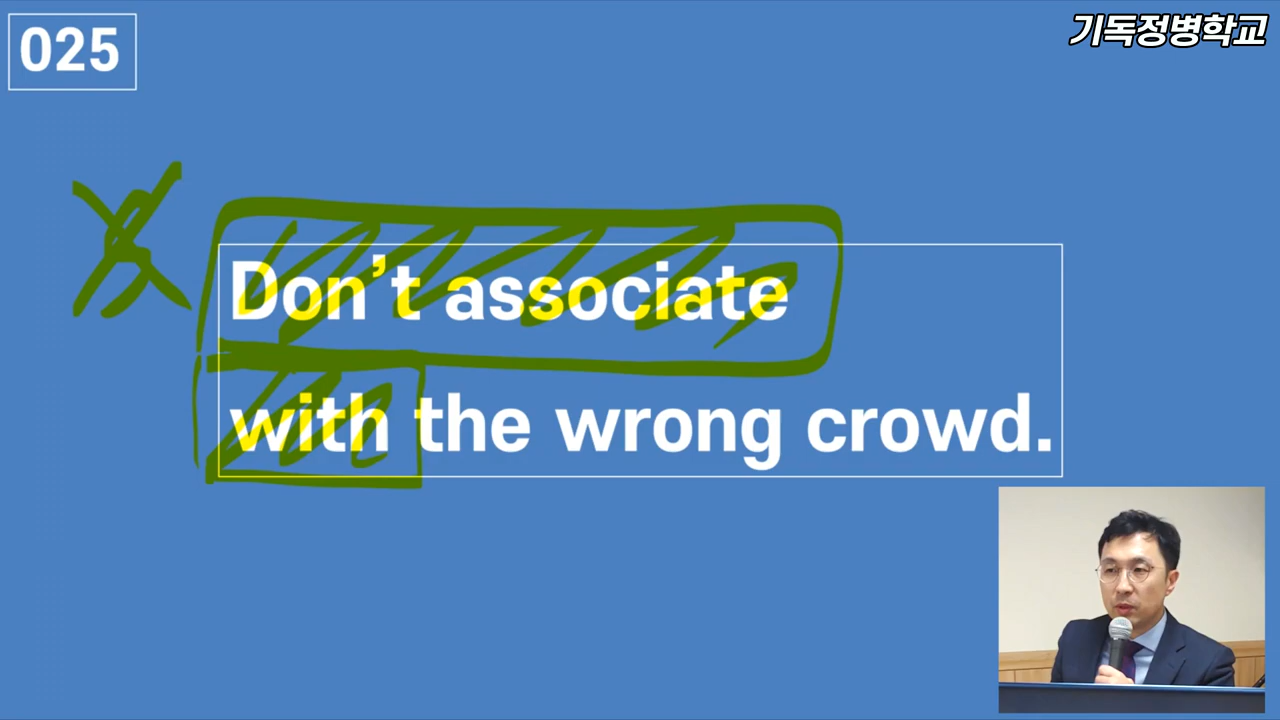 025
기독정병학교
Don't associate
with the wrong crowd.